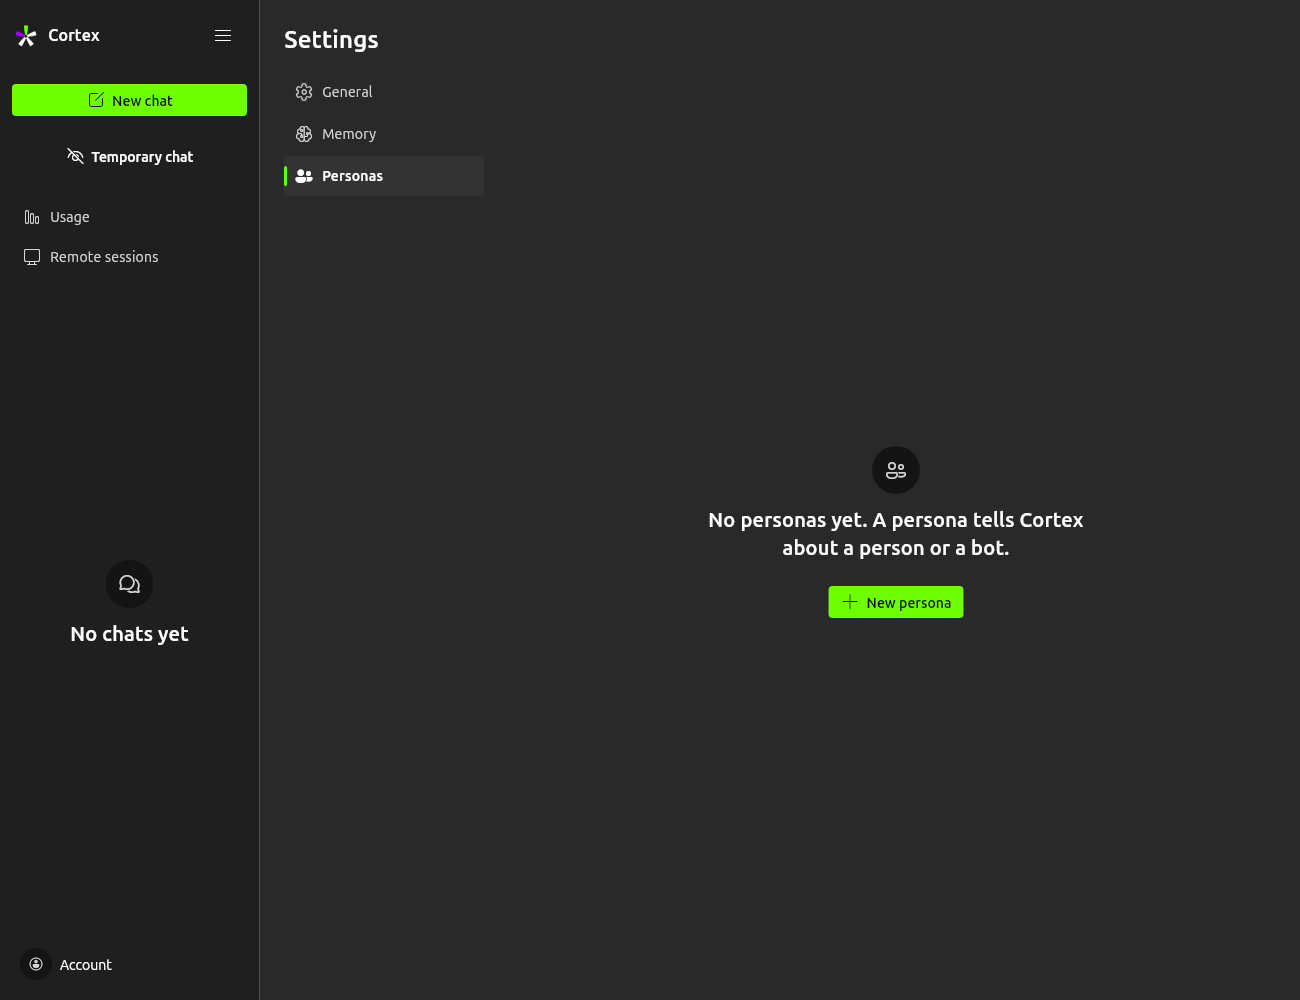 Cortex
New chat
Temporary chat
Usage
Remote sessions
No chats yet
Account
Settings
General
Memory
Personas
No personas yet. A persona tells Cortex
about a person or a bot.
New persona